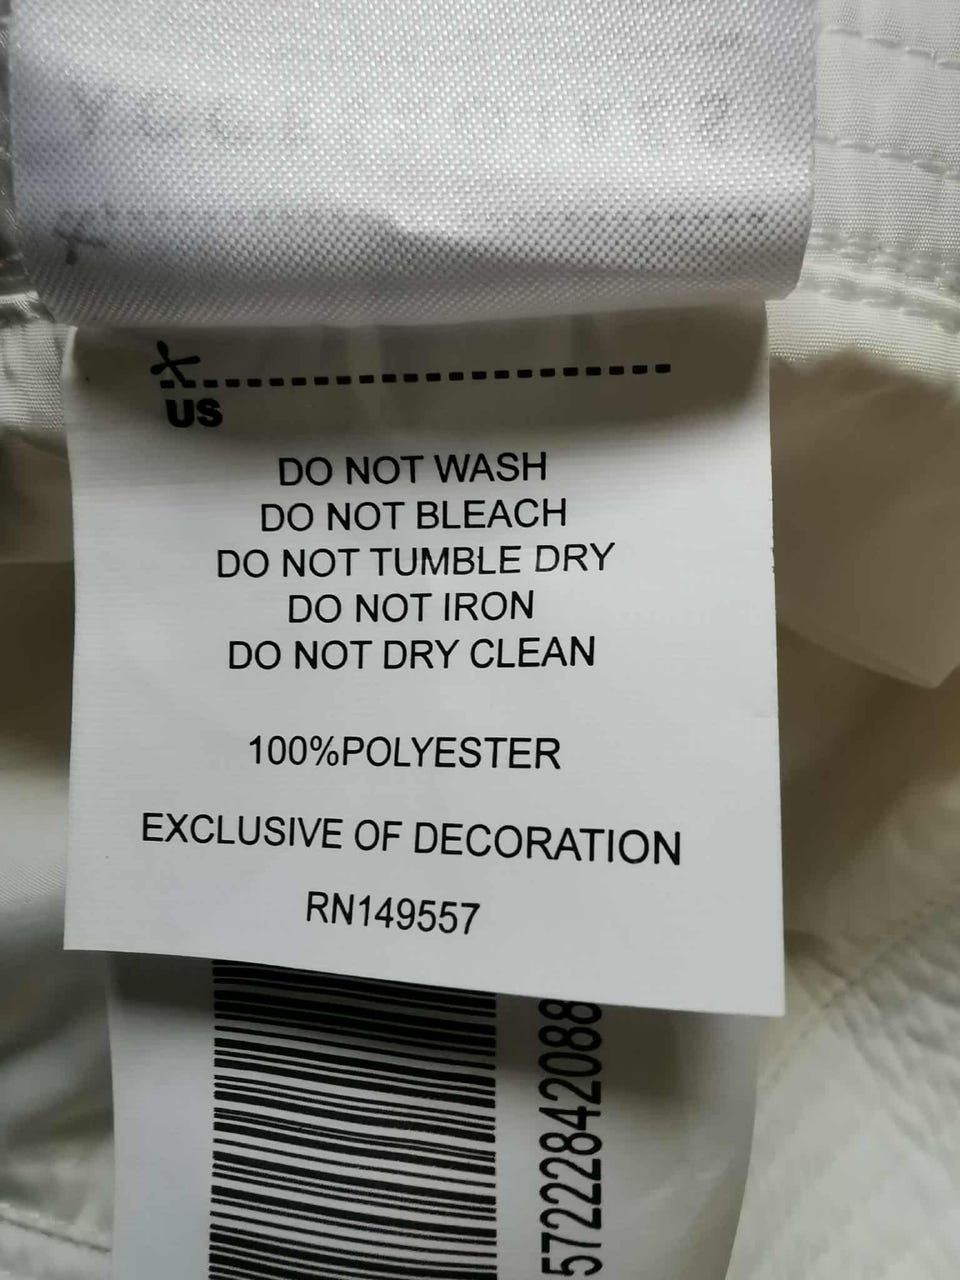 US
DO NOT WASH
DO NOT BLEACH
DO NOT TUMBLE DRY
DO NOT IRON
DO NOT DRY CLEAN
100%POLYESTER
EXCLUSIVE OF DECORATION
RN149557
57222842088